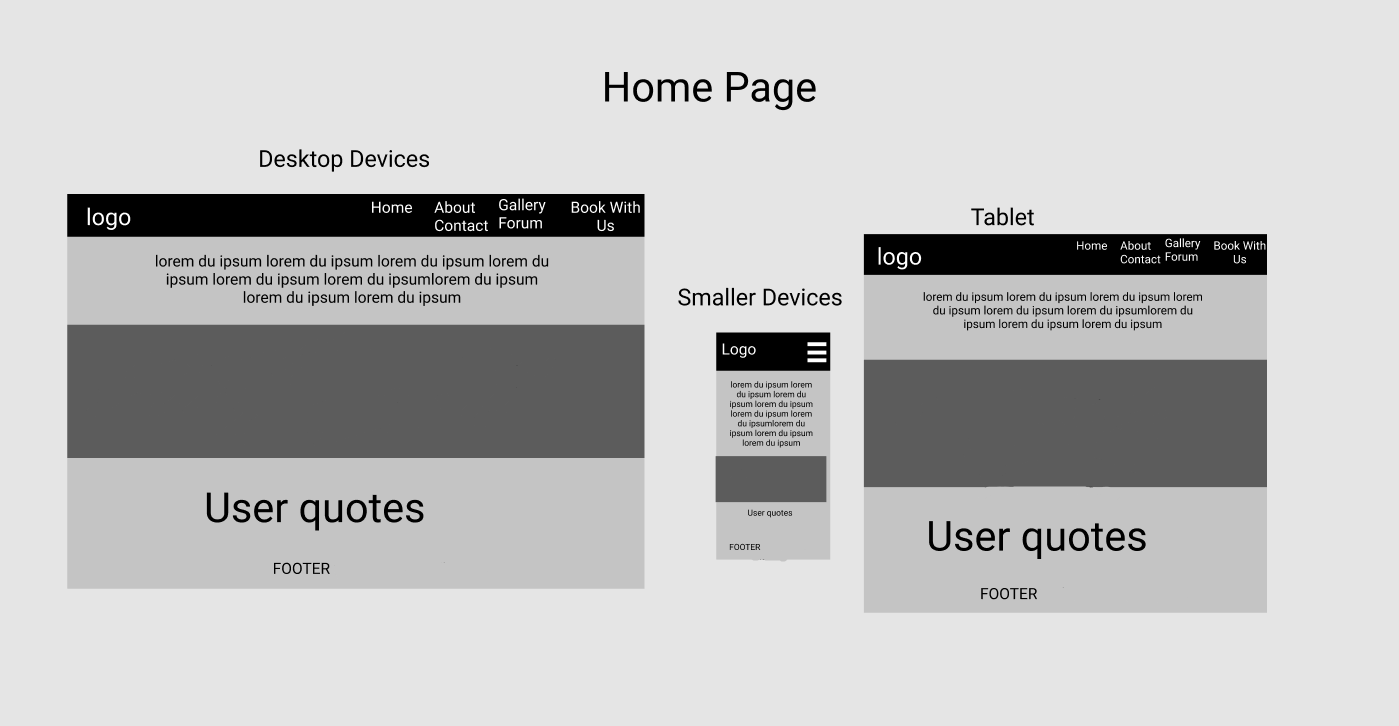 Home Page
Desktop Devices
logo
Home
About
Contact
Gallery
Forum
Book With
Us
lorem du ipsum lorem du ipsum lorem du ipsum lorem du
ipsum lorem du ipsum lorem du ipsumlorem du ipsum
lorem du ipsum lorem du ipsum
User quotes
FOOTER
Smaller Devices
Logo
lorem du ipsum lorem
du ipsum lorem du
ipsum lorem du ipsum
lorem du ipsum lorem
du ipsumlorem du
ipsum lorem du ipsum
lorem du ipsum
User quotes
FOOTER
Tablet
logo
Home
About
Contact
Gallery
Forum
Book With
Us
lorem du ipsum lorem du ipsum lorem du ipsum lorem
du ipsum lorem du ipsum lorem du ipsumlorem du
ipsum lorem du ipsum lorem du ipsum
User quotes
FOOTER